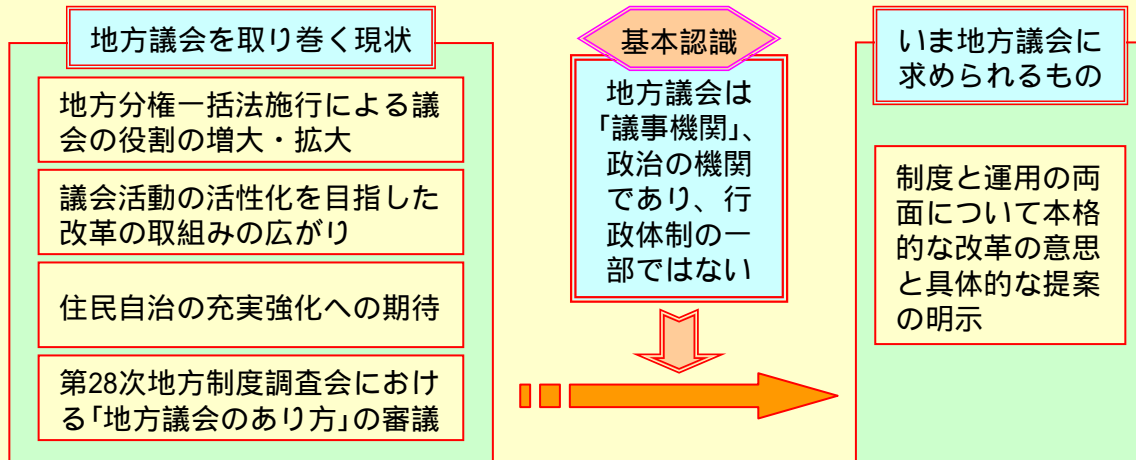 地方議会を取り巻く現状
地方分権一括法施行による議
会の役割の増大・拡大
議会活動の活性化を目指した
改革の取組みの広がり
住民自治の充実強化への期待
第28次地方制度調査会におけ
る｢地方議会のあり方｣の審議
基本認識
地方議会は
｢議事機関｣、
政治の機関
であり、行
政体制の一
部ではない
いま地方議会に
求められるもの
制度と運用の両
面について本格
的な改革の意思
と具体的な提案
の明示